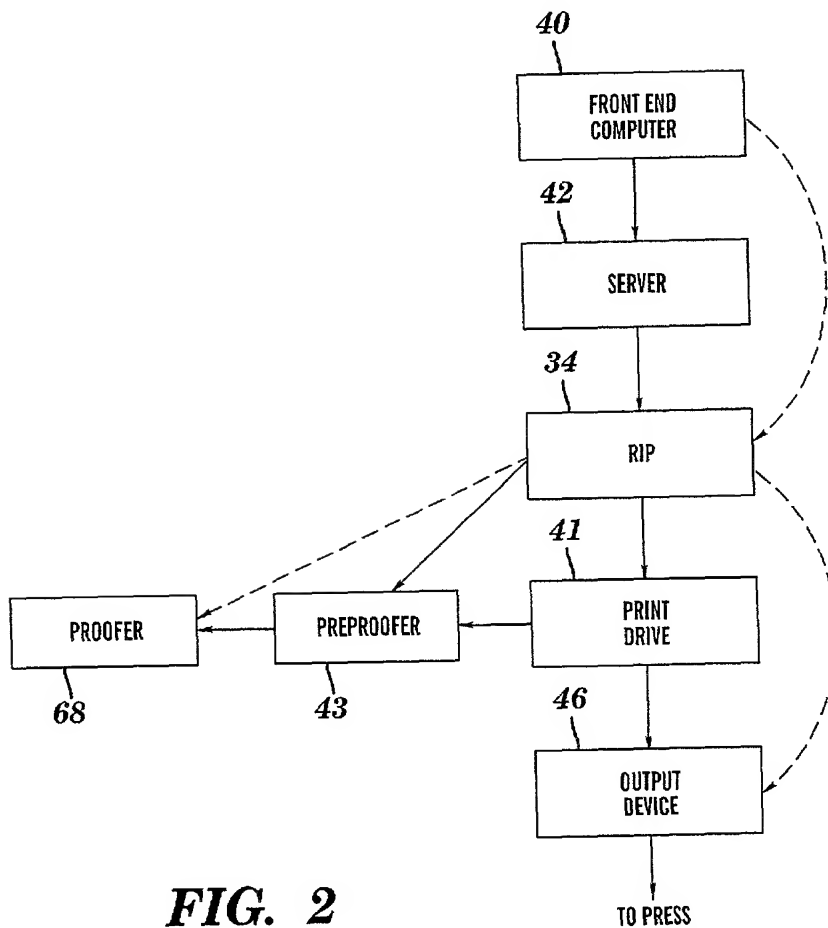 40
FRONT END
COMPUTER
42
SERVER
34
RIP
41
PRINT
DRIVE
PREPROOFER
43
PROOFER
68
46
OUTPUT
DEVICE
TO PRESS
FIG. 2